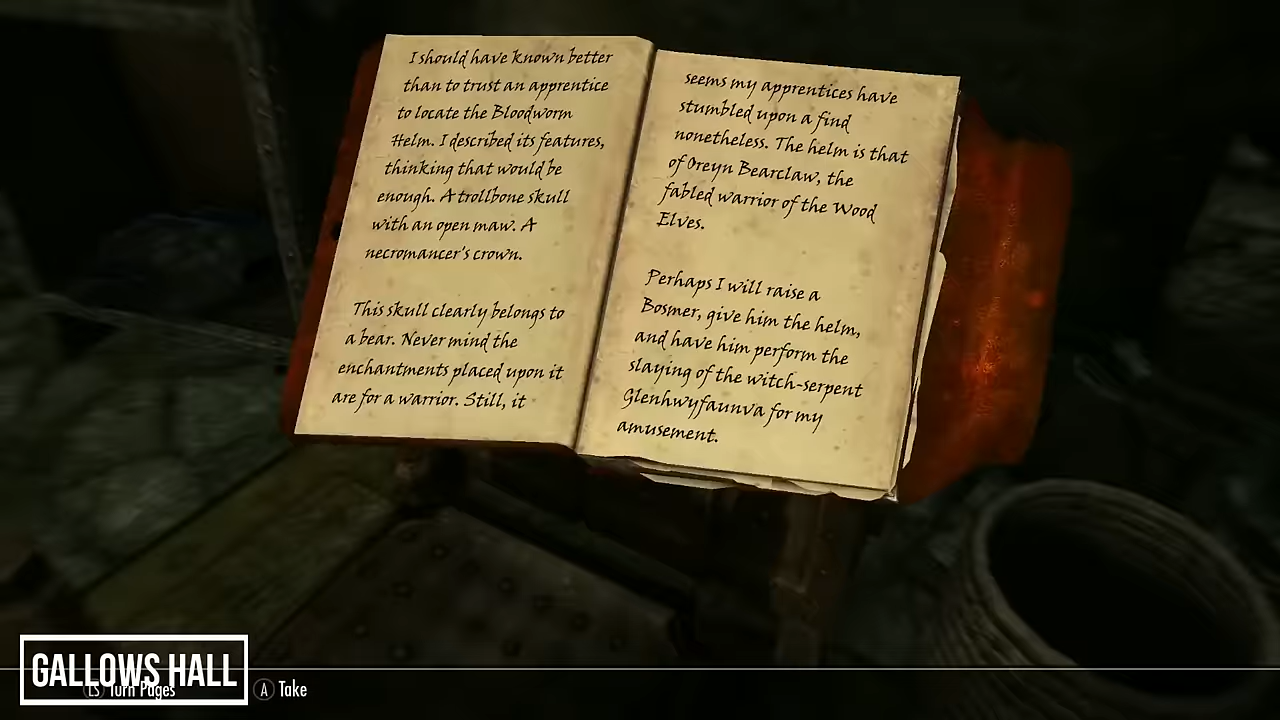 I should have known better
than to trust an apprentice
to locate the Bloodworm
Helm. I described its features,
thinking that would be
enough. A trollbone skull
with an open maw. A
necromancer's crown.
This skull clearly belongs to
a bear. Never mind the
enchantments placed upon it
are for a warrior. Still, it
seems my apprentices have
stumbled upon a find
nonetheless. The helm is that
of Oreyn Bearclaw, the
fabled warrior of the Wood
Elves.
Perhaps I will raise a
Bosmer, give him the helm,
and have him perform the
slaying of the witch-serpent
Glenhwyfaunva for my
amusement.
GALLOWS HALL
LS Turn Pages
A Take